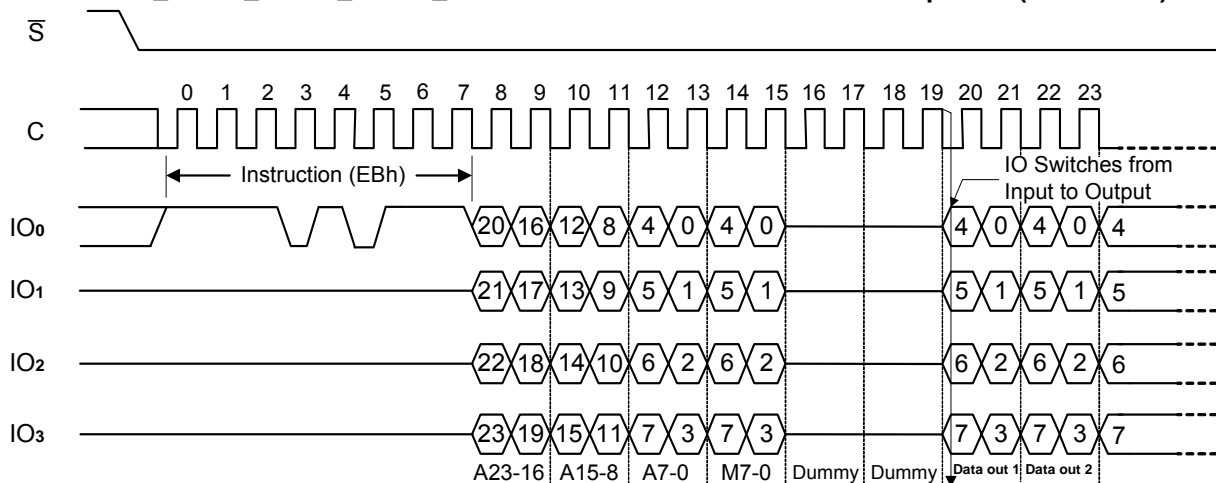 S
0 1 2 3 4 5 6 7 8 9 10 11 12 13 14 15 16 17 18 19 20 21 22 23
C
Instruction (EBh)
IO Switches from
Input to Output
IO0 20 16 12 8 4 0 4 0 4 0 4 0 4
IO1 21 17 13 9 5 1 5 1 5 1 5 1 5
IO2 22 18 14 10 6 2 6 2 6 2 6 2 6
IO3 23 19 15 11 7 3 7 3 7 3 7 3 7
A23-16 A15-8 A7-0 M7-0 Dummy Dummy Data out 1 Data out 2